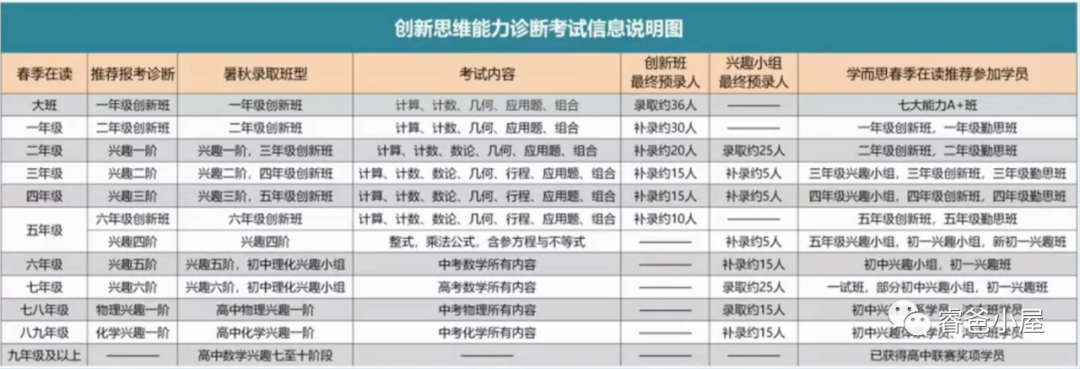 创新思维能力诊断考试信息说明图
春季在读 推荐报考诊断 暑秋录取班型 考试内容 创新班最终预录人 兴趣小组最终预录人 学而思春季在读推荐参加学员
大班 一年级创新班 一年级创新班 计算、计数、几何、应用题、组合 录取约36人 ——— 七大能力A+班
一年级 二年级创新班 二年级创新班 计算、计数、几何、应用题、组合 补录约30人 ——— 一年级创新班，一年级勤思班
二年级 兴趣一阶 兴趣一阶，三年级创新班 计算、计数、数论、几何、应用题、组合 补录约20人 录取约25人 二年级创新班，二年级勤思班
三年级 兴趣二阶 兴趣二阶，四年级创新班 计算、计数、数论、几何、行程、应用题、组合 补录约15人 补录约5人 三年级兴趣小组，三年级创新班，三年级勤思班
四年级 兴趣三阶 兴趣三阶，五年级创新班 计算、计数、数论、几何、行程、应用题、组合 补录约15人 补录约5人 四年级兴趣小组，四年级创新班，四年级勤思班
五年级 六年级创新班 六年级创新班 计算、计数、数论、几何、行程、应用题、组合 补录约10人 ——— 五年级创新班，五年级勤思班
兴趣四阶 兴趣四阶 整式，乘法公式，含参方程与不等式 ——— 补录约5人 五年级兴趣小组，初一兴趣小组，新初一兴趣班
六年级 兴趣五阶 兴趣五阶，初中理化兴趣小组 中考数学所有内容 ——— 补录约15人 初中兴趣小组，初一兴趣班
七年级 兴趣六阶 兴趣六阶，初中理化兴趣小组 高考数学所有内容 ——— 录取约25人 一试班，部分初中兴趣小组，初一兴趣班
七八年级 物理兴趣一阶 高中物理兴趣一阶 中考物理所有内容 ——— 录取约15人 初中兴趣 学员
八九年级 化学兴趣一阶 高中化学兴趣一阶 中考化学所有内容 ——— 补录约15人 初中兴趣 学员
九年级及以上 ——— 高中数学兴趣七至十阶段 ——— ——— ——— 已获得高中联赛奖项学员
睿爸小屋